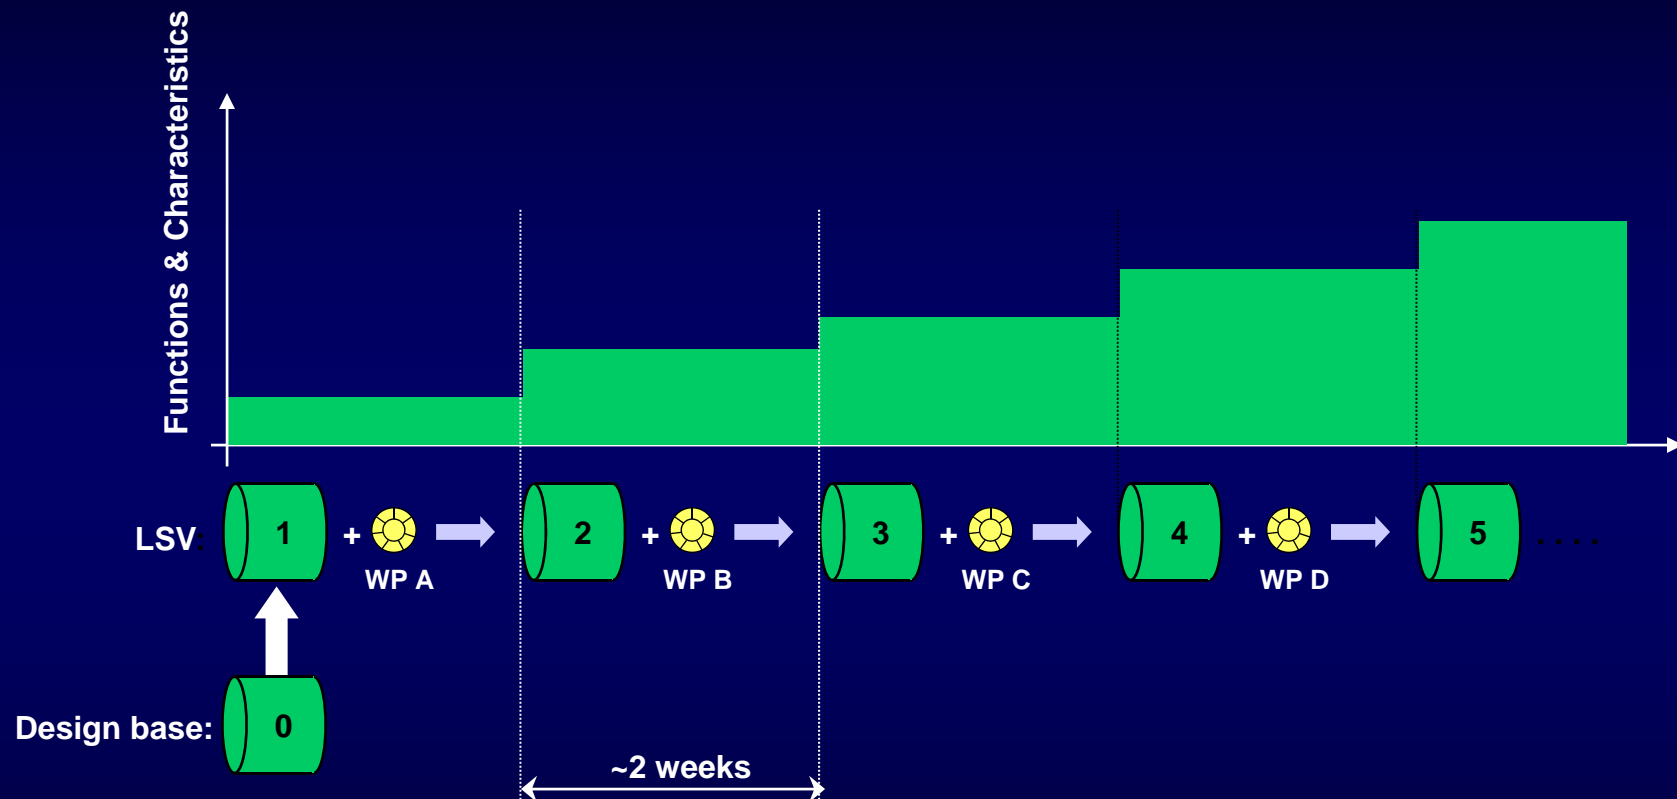 Functions & Characteristics
LSV: 1 + 2 + 3 + 4 + 5 . . . .
WP A WP B WP C WP D
Design base: 0
~2 weeks